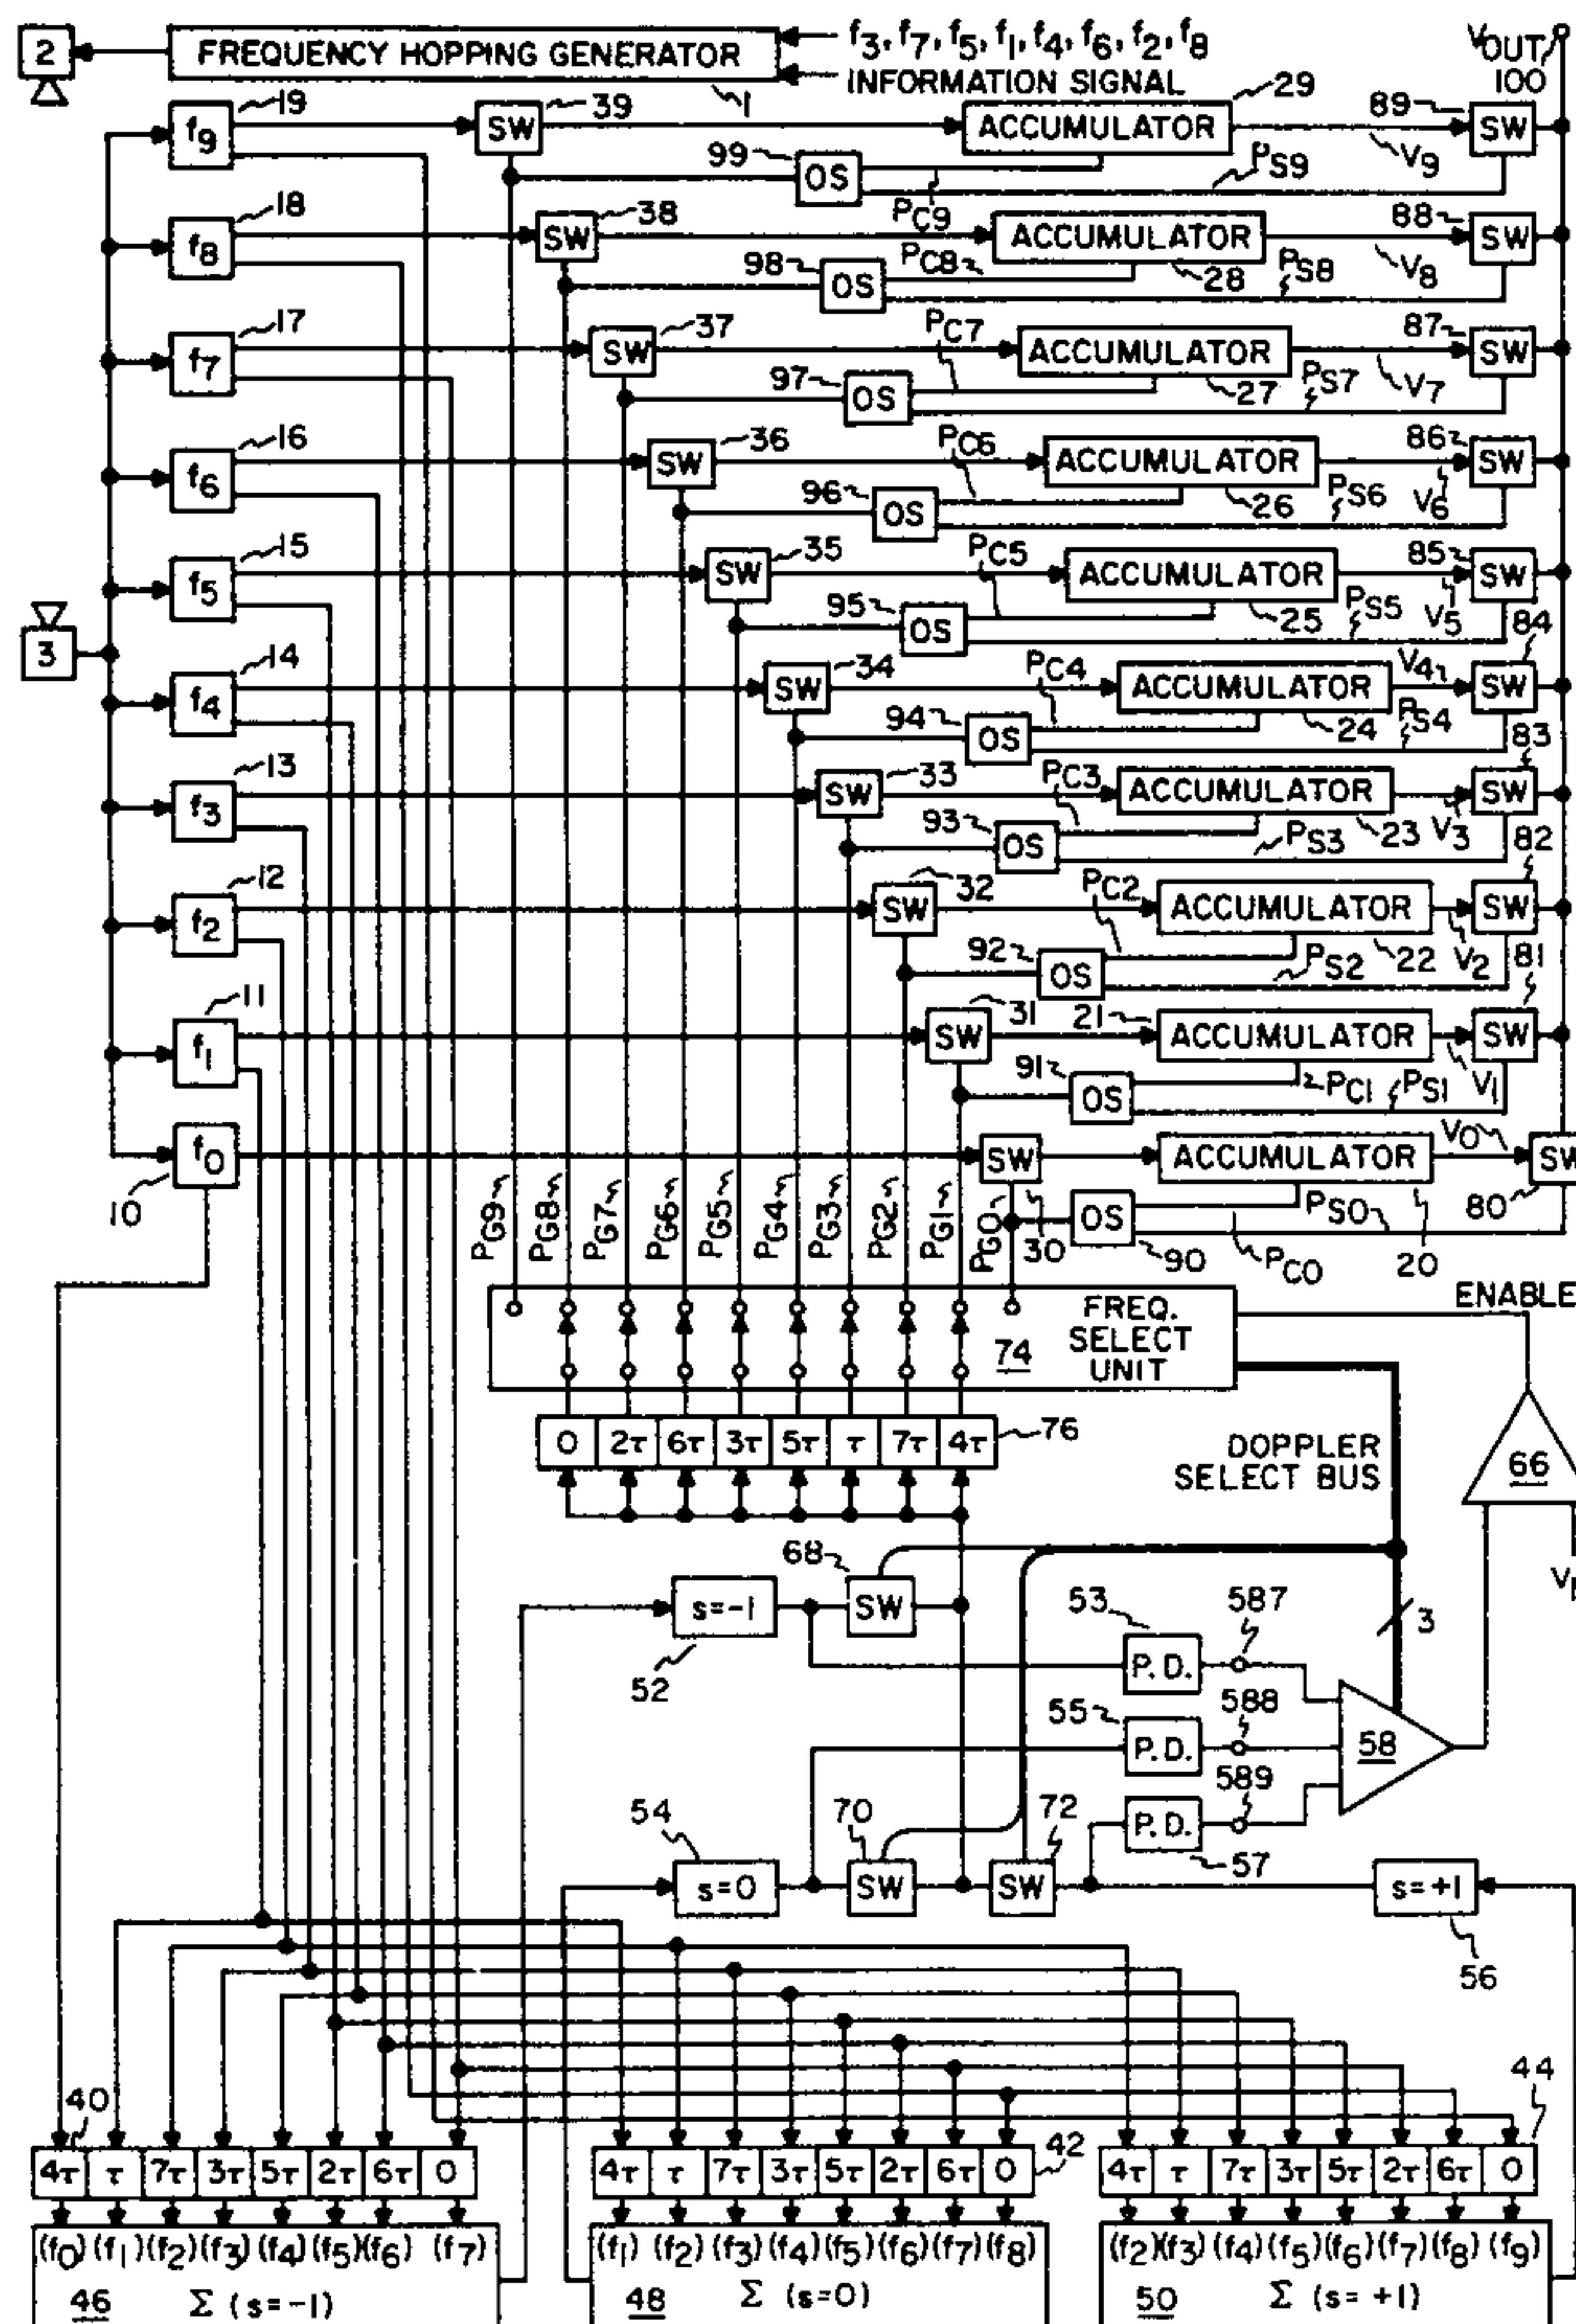 2
FREQUENCY HOPPING GENERATOR
f3, f7, f5, f1, f4, f6, f2, f8
INFORMATION SIGNAL
1
VOUT
100
f9 19 SW 39 ACCUMULATOR 29 89 SW
99 OS PC9 PS9 V9
f8 18 SW 38 ACCUMULATOR 28 88 SW
98 OS PC8 PS8 V8
f7 17 SW 37 PC7 ACCUMULATOR 27 87 SW
97 OS PS7 V7
f6 16 SW 36 PC6 ACCUMULATOR 26 86 SW
96 OS PS6 V6
f5 15 SW 35 PC5 ACCUMULATOR 25 85 SW
95 OS PS5 V5
3
f4 14 SW 34 PC4 ACCUMULATOR 24 V4 84 SW
94 OS PS4
f3 13 SW 33 PC3 ACCUMULATOR 23 V3 83 SW
93 OS PS3
f2 12 SW 32 PC2 ACCUMULATOR 22 V2 82 SW
92 OS PS2
f1 11 SW 31 21 ACCUMULATOR V1 81 SW
91 OS PC1 PS1
f0 10 SW 30 ACCUMULATOR 20 V0 80 SW
OS 90 PC0 PS0
PG9 PG8 PG7 PG6 PG5 PG4 PG3 PG2 PG1 PG0
74
FREQ.
SELECT
UNIT
ENABLE
0 2τ 6τ 3τ 5τ τ 7τ 4τ 76
DOPPLER
SELECT BUS
66
68 SW
s=-1
52
53 P.D. 587
3
55 P.D. 588
58
589
P.D. 57
54 s=0
70 SW
72 SW
s=+1
56
40
4τ τ 7τ 3τ 5τ 2τ 6τ 0
(f0) (f1) (f2) (f3) (f4) (f5) (f6) (f7)
46 Σ (s=-1)
4τ τ 7τ 3τ 5τ 2τ 6τ 0 42
(f1) (f2) (f3) (f4) (f5) (f6) (f7) (f8)
48 Σ (s=0)
44
4τ τ 7τ 3τ 5τ 2τ 6τ 0
(f2) (f3) (f4) (f5) (f6) (f7) (f8) (f9)
50 Σ (s=+1)